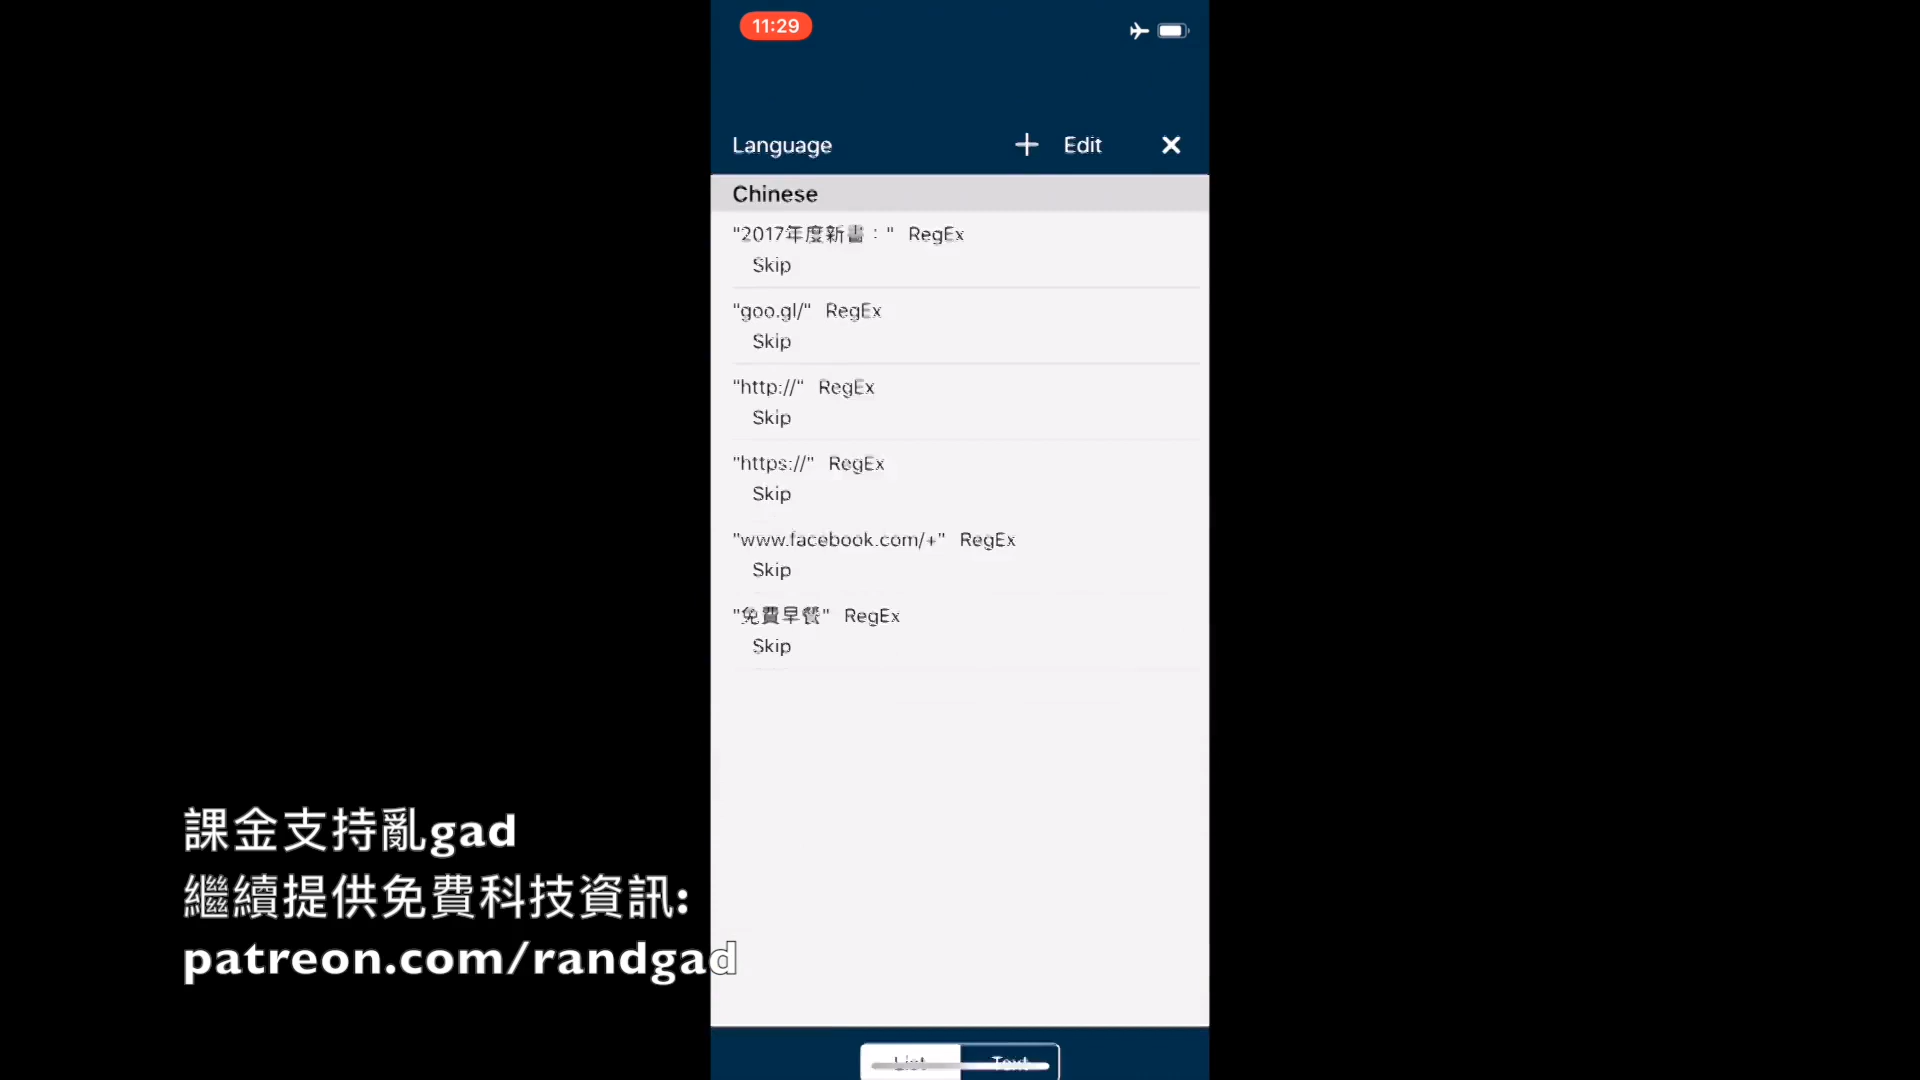 11:29
Language
Edit
Chinese
"2017年度新書：" RegEx
Skip
"goo.gl/" RegEx
Skip
"http://" RegEx
Skip
"https://" RegEx
Skip
"www.facebook.com/+" RegEx
Skip
"免費早餐" RegEx
Skip
課金支持亂gad
繼續提供免費科技資訊:
patreon.com/randgad
List Text